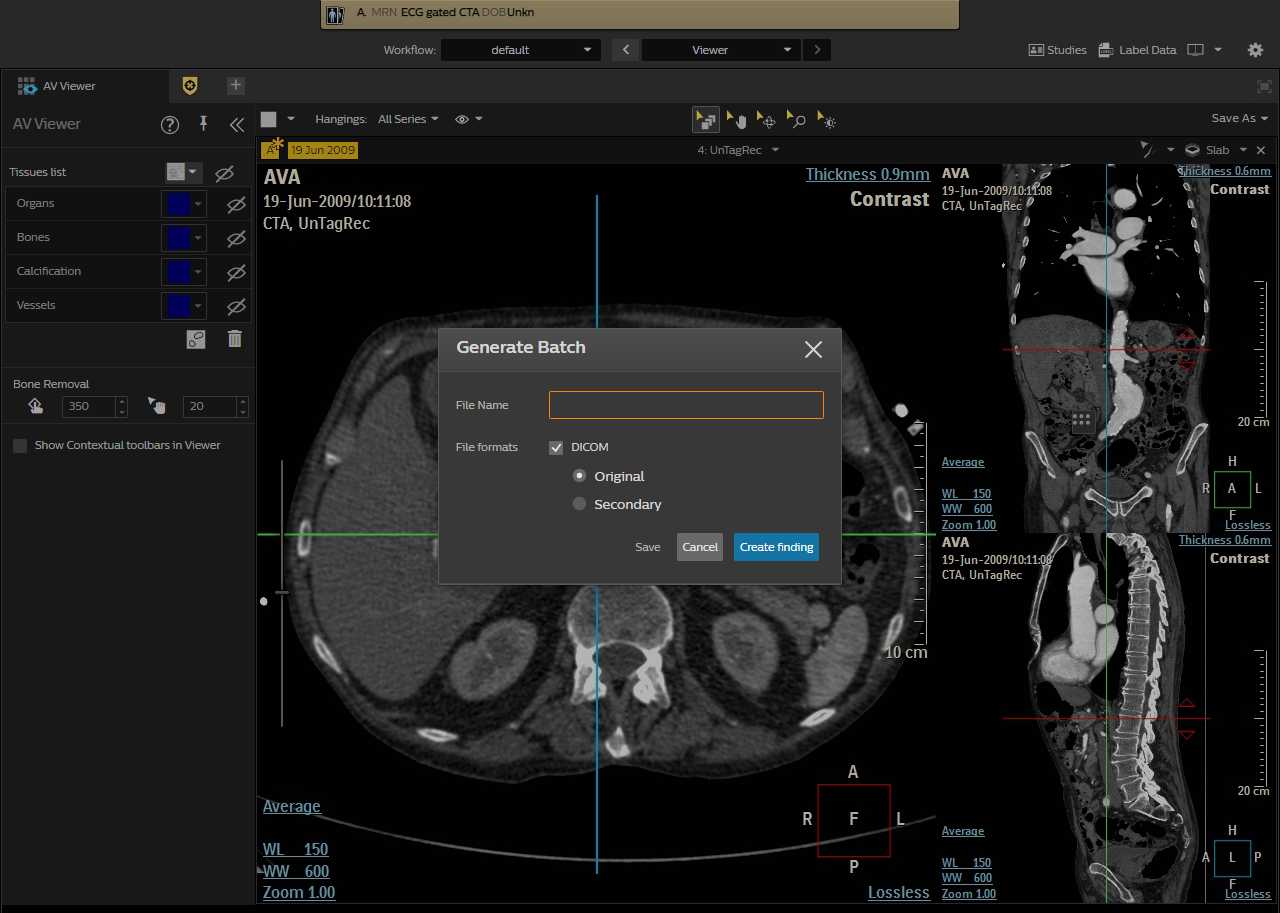 A. MRN ECG gated CTA DOB Unkn
Workflow: default Viewer
Studies Label Data
AV Viewer
AV Viewer
Hangings: All Series
Save As
A
19 Jun 2009
4: UnTagRec
Slab
Tissues list
Organs
Bones
Calcification
Vessels
Bone Removal
350
20
Show Contextual toolbars in Viewer
AVA
19-Jun-2009/10:11:08
CTA, UnTagRec
Thickness 0.9mm
Contrast
10 cm
Average
WL 150
WW 600
Zoom 1.00
A
R F L
P
Lossless
Generate Batch
File Name
File formats DICOM
Original
Secondary
Save Cancel Create finding
AVA
19-Jun-2009/10:11:08
CTA, UnTagRec
Thickness 0.6mm
Contrast
20 cm
Average
WL 150
WW 600
Zoom 1.00
H
R A L
F
Lossless
AVA
19-Jun-2009/10:11:08
CTA, UnTagRec
Thickness 0.6mm
Contrast
20 cm
Average
WL 150
WW 600
Zoom 1.00
H
A L P
F
Lossless